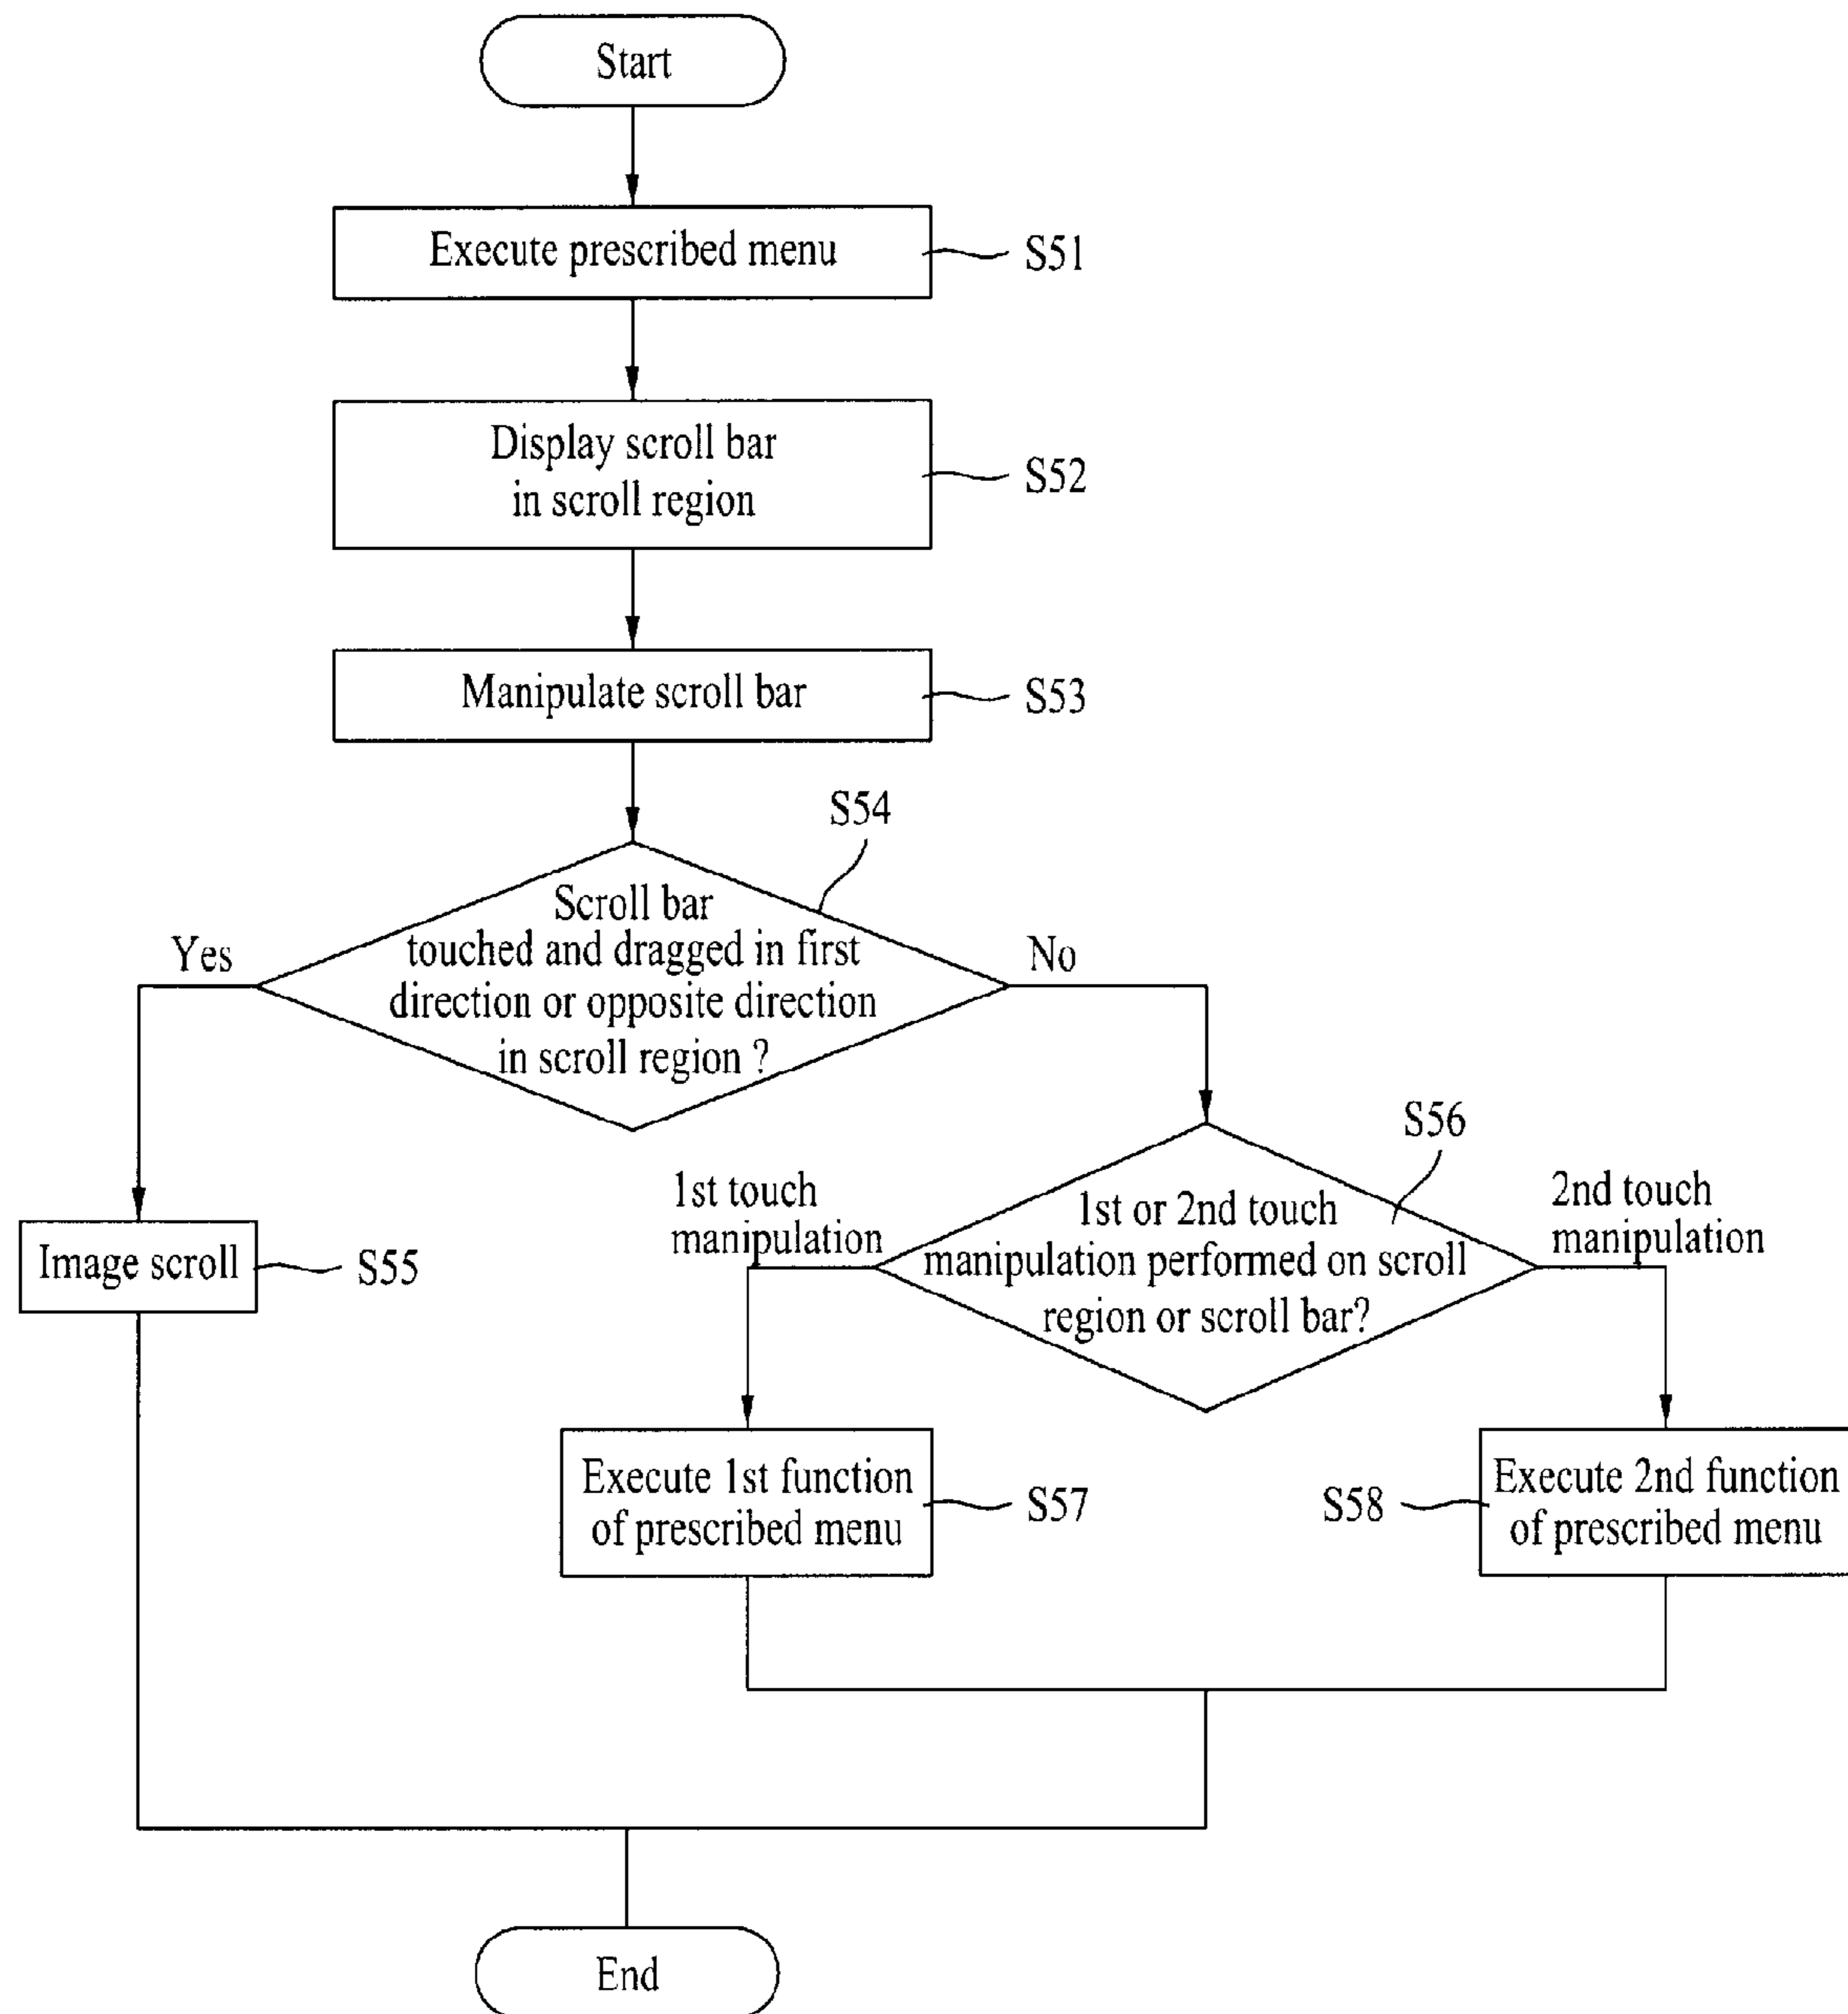 Start
Execute prescribed menu
S51
Display scroll bar
in scroll region
S52
Manipulate scroll bar
S53
S54
Scroll bar
touched and dragged in first
direction or opposite direction
in scroll region ?
Yes
No
S56
1st touch
manipulation
1st or 2nd touch
manipulation performed on scroll
region or scroll bar?
2nd touch
manipulation
Image scroll
S55
Execute 1st function
of prescribed menu
S57
S58
Execute 2nd function
of prescribed menu
End